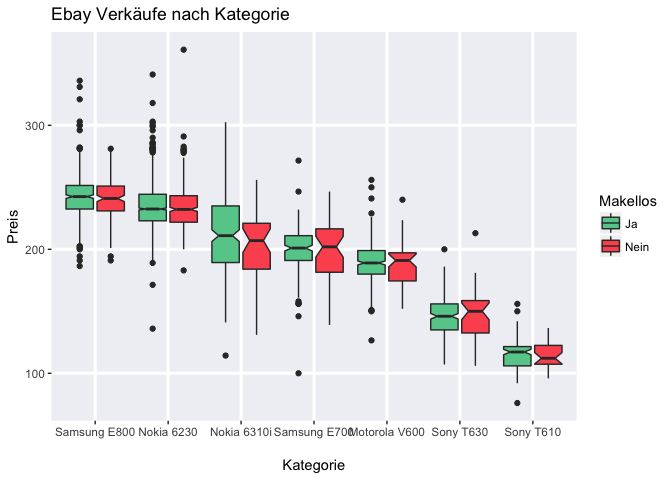 Ebay Verkäufe nach Kategorie
300
200
100
Preis
Samsung E800 Nokia 6230 Nokia 6310i Samsung E700 Motorola V600 Sony T630 Sony T610
Kategorie
Makellos
Ja
Nein